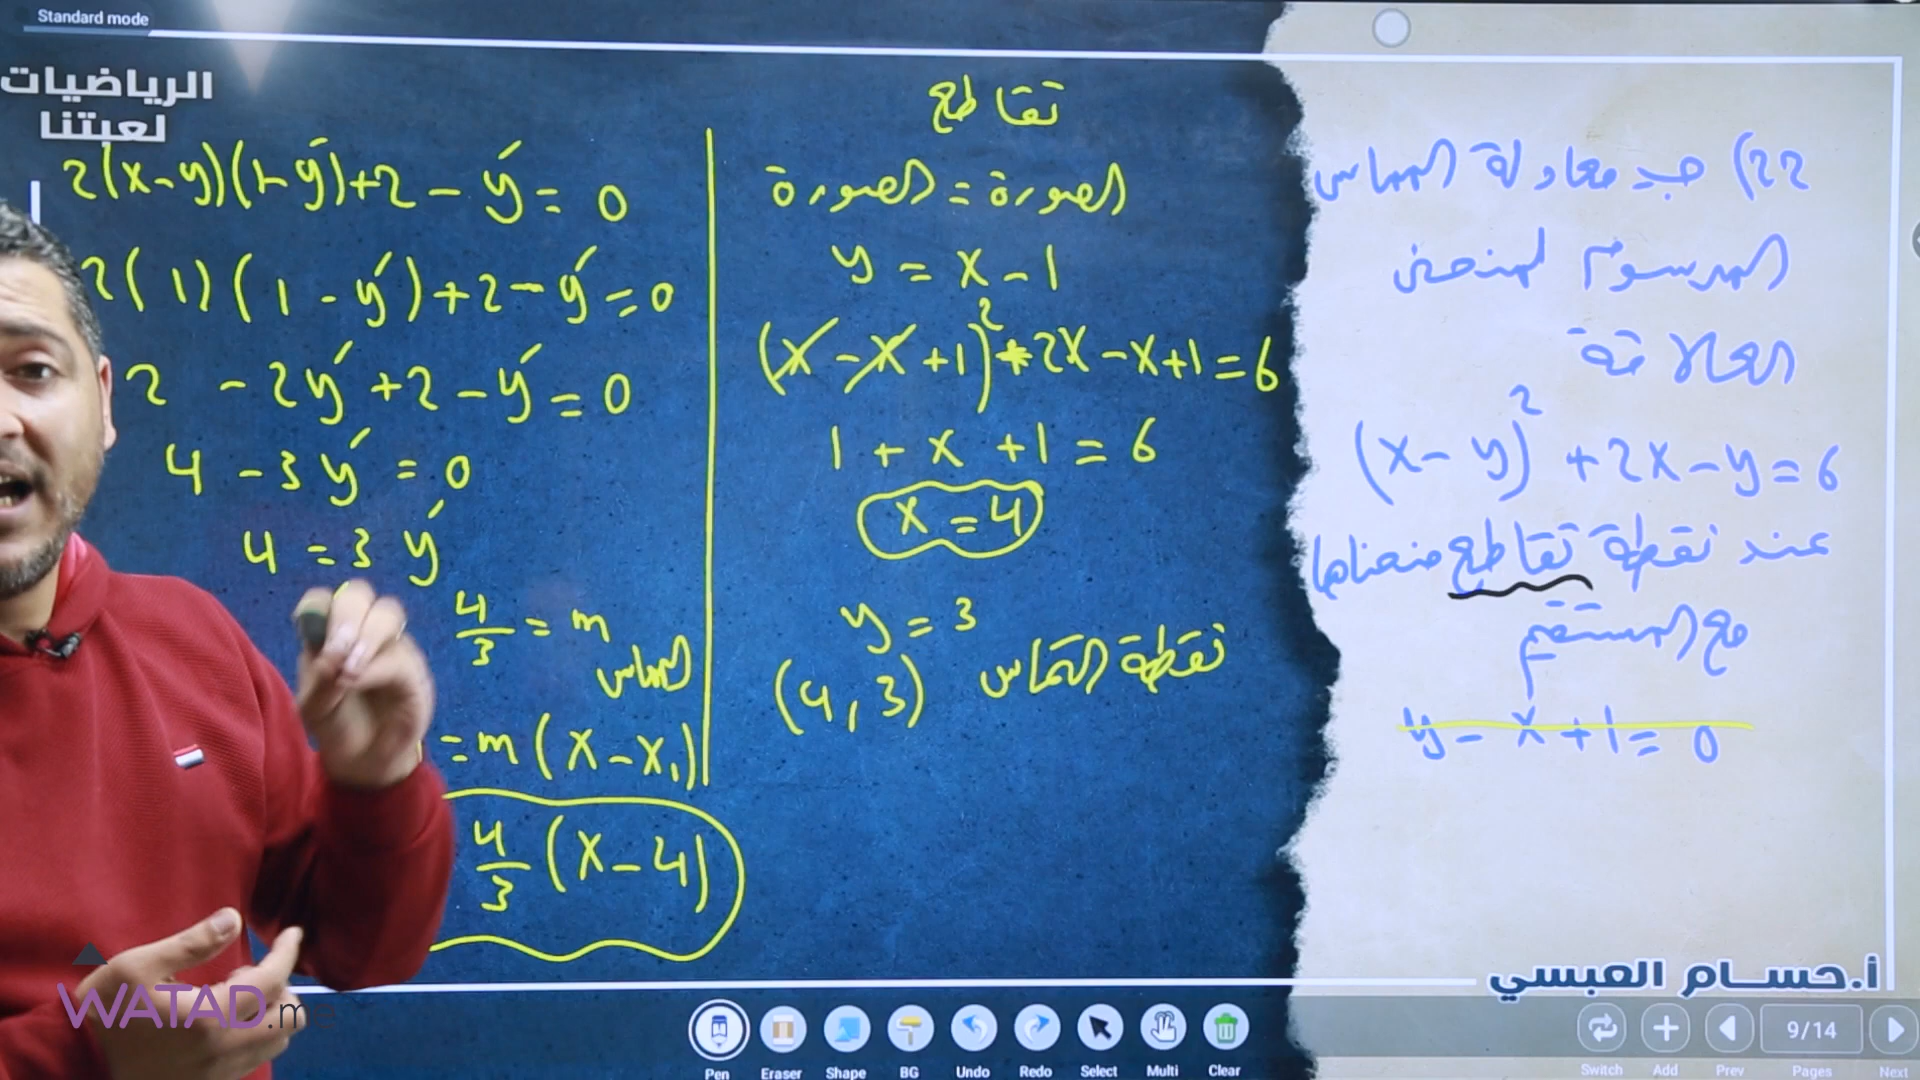 Standard mode
الرياضيات
لعبتنا
22) جد معادلة المماس
المرسوم لمنحنى
العلاقة
(x-y)² +2x-y=6
عند نقطة تقاطع منحناها
مع المستقيم
y-x+1=0
تقاطع
الصورة = الصورة
y = x-1
(x-x+1)² + 2x-x+1=6
1+x+1=6
x=4
y=3
(4,3) نقطة التماس
2(x-y)(1-y')+2-y'=0
2(1)(1-y')+2-y'=0
2-2y'+2-y'=0
4-3y'=0
4=3y'
4/3 = m
المماس
=m(x-x₁)
4/3 (x-4)
أ.حسام العبسي
WATAD.me
Pen Eraser Shape BG Undo Redo Select Multi Clear
Switch Add Prev 9/14 Pages Next